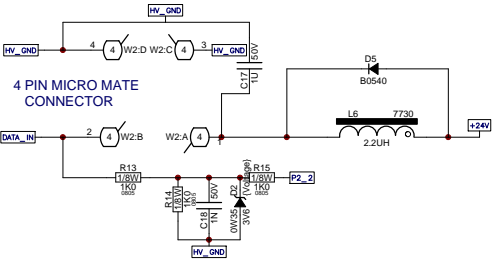 HV_GND
HV_GND
4
4
W2:D
W2:C
4
3
HV_GND
C17
1U
50V
D5
B0540
4 PIN MICRO MATE
CONNECTOR
L6
7730
2.2UH
+24V
DATA_IN
2
4
W2:B
W2:A
4
1
R13
1/8W
1K0
0805
R14
1/8W
1K0
0805
C18
1N
50V
D2
{Voltage}
0W35
3V6
R15
1/8W
1K0
0805
P2_2
HV_GND